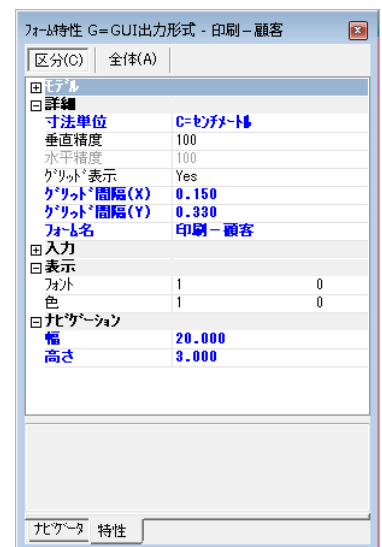 ﾌｫｰﾑ特性 G=GUI出力形式 - 印刷－顧客
区分(C) 全体(A)
ﾓﾃﾞﾙ
詳細
寸法単位 C=ｾﾝﾁﾒｰﾄﾙ
垂直精度 100
水平精度 100
ｸﾞﾘｯﾄﾞ表示 Yes
ｸﾞﾘｯﾄﾞ間隔(X) 0.150
ｸﾞﾘｯﾄﾞ間隔(Y) 0.330
ﾌｫｰﾑ名 印刷－顧客
入力
表示
ﾌｫﾝﾄ 1 0
色 1 0
ﾅﾋﾞｹﾞｰｼｮﾝ
幅 20.000
高さ 3.000
ﾅﾋﾞｹﾞｰﾀ 特性